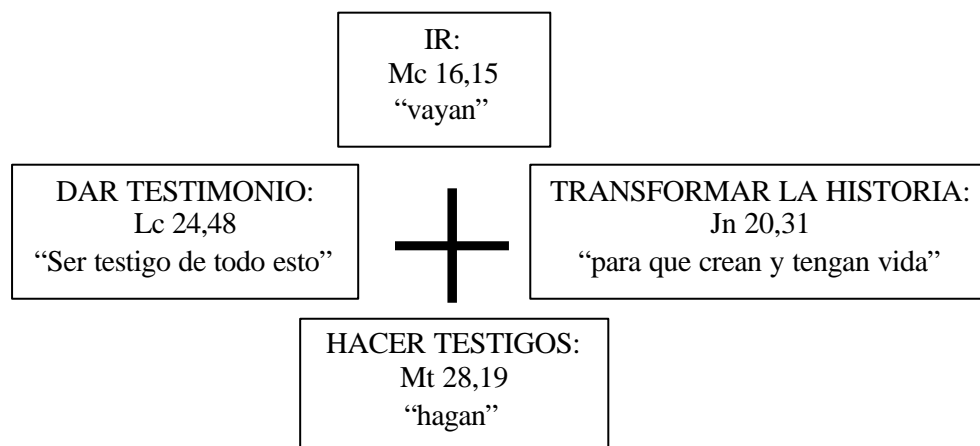 IR:
Mc 16,15
“vayan”
DAR TESTIMONIO:
Lc 24,48
“Ser testigo de todo esto”
TRANSFORMAR LA HISTORIA:
Jn 20,31
“para que crean y tengan vida”
HACER TESTIGOS:
Mt 28,19
“hagan”